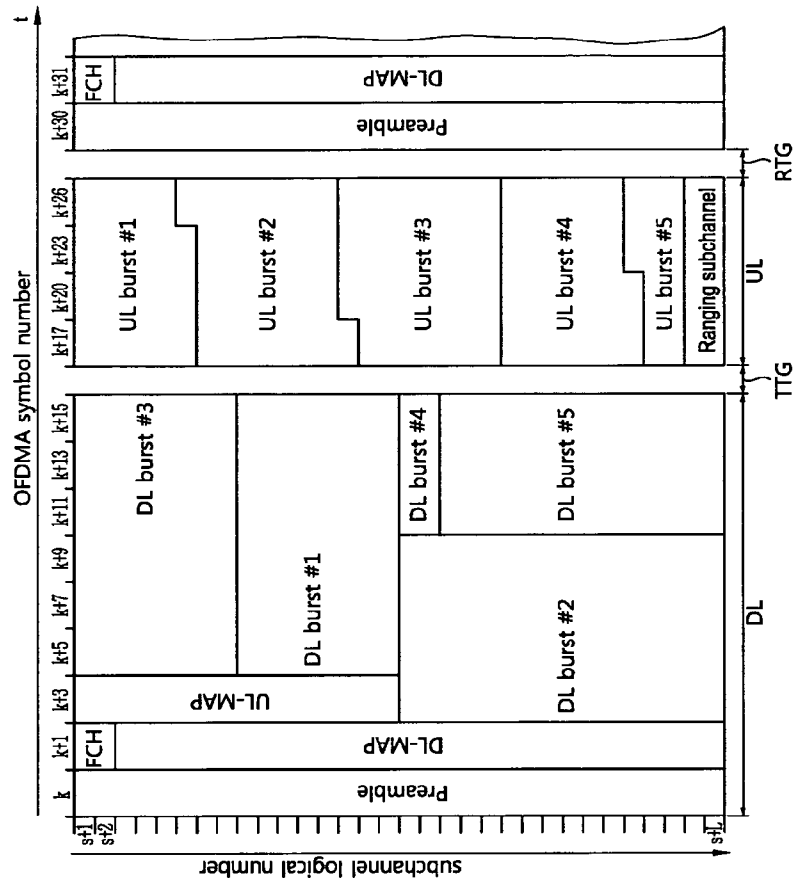 OFDMA symbol number
t
k
k+1
k+3
k+5
k+7
k+9
k+11
k+13
k+15
k+17
k+20
k+23
k+26
k+30
k+31
subchannel logical number
s+1
s+2
s+L
Preamble
FCH
DL-MAP
UL-MAP
DL burst #3
DL burst #1
DL burst #2
DL burst #4
DL burst #5
UL burst #1
UL burst #2
UL burst #3
UL burst #4
UL burst #5
Ranging subchannel
Preamble
FCH
DL-MAP
DL
TTG
UL
RTG